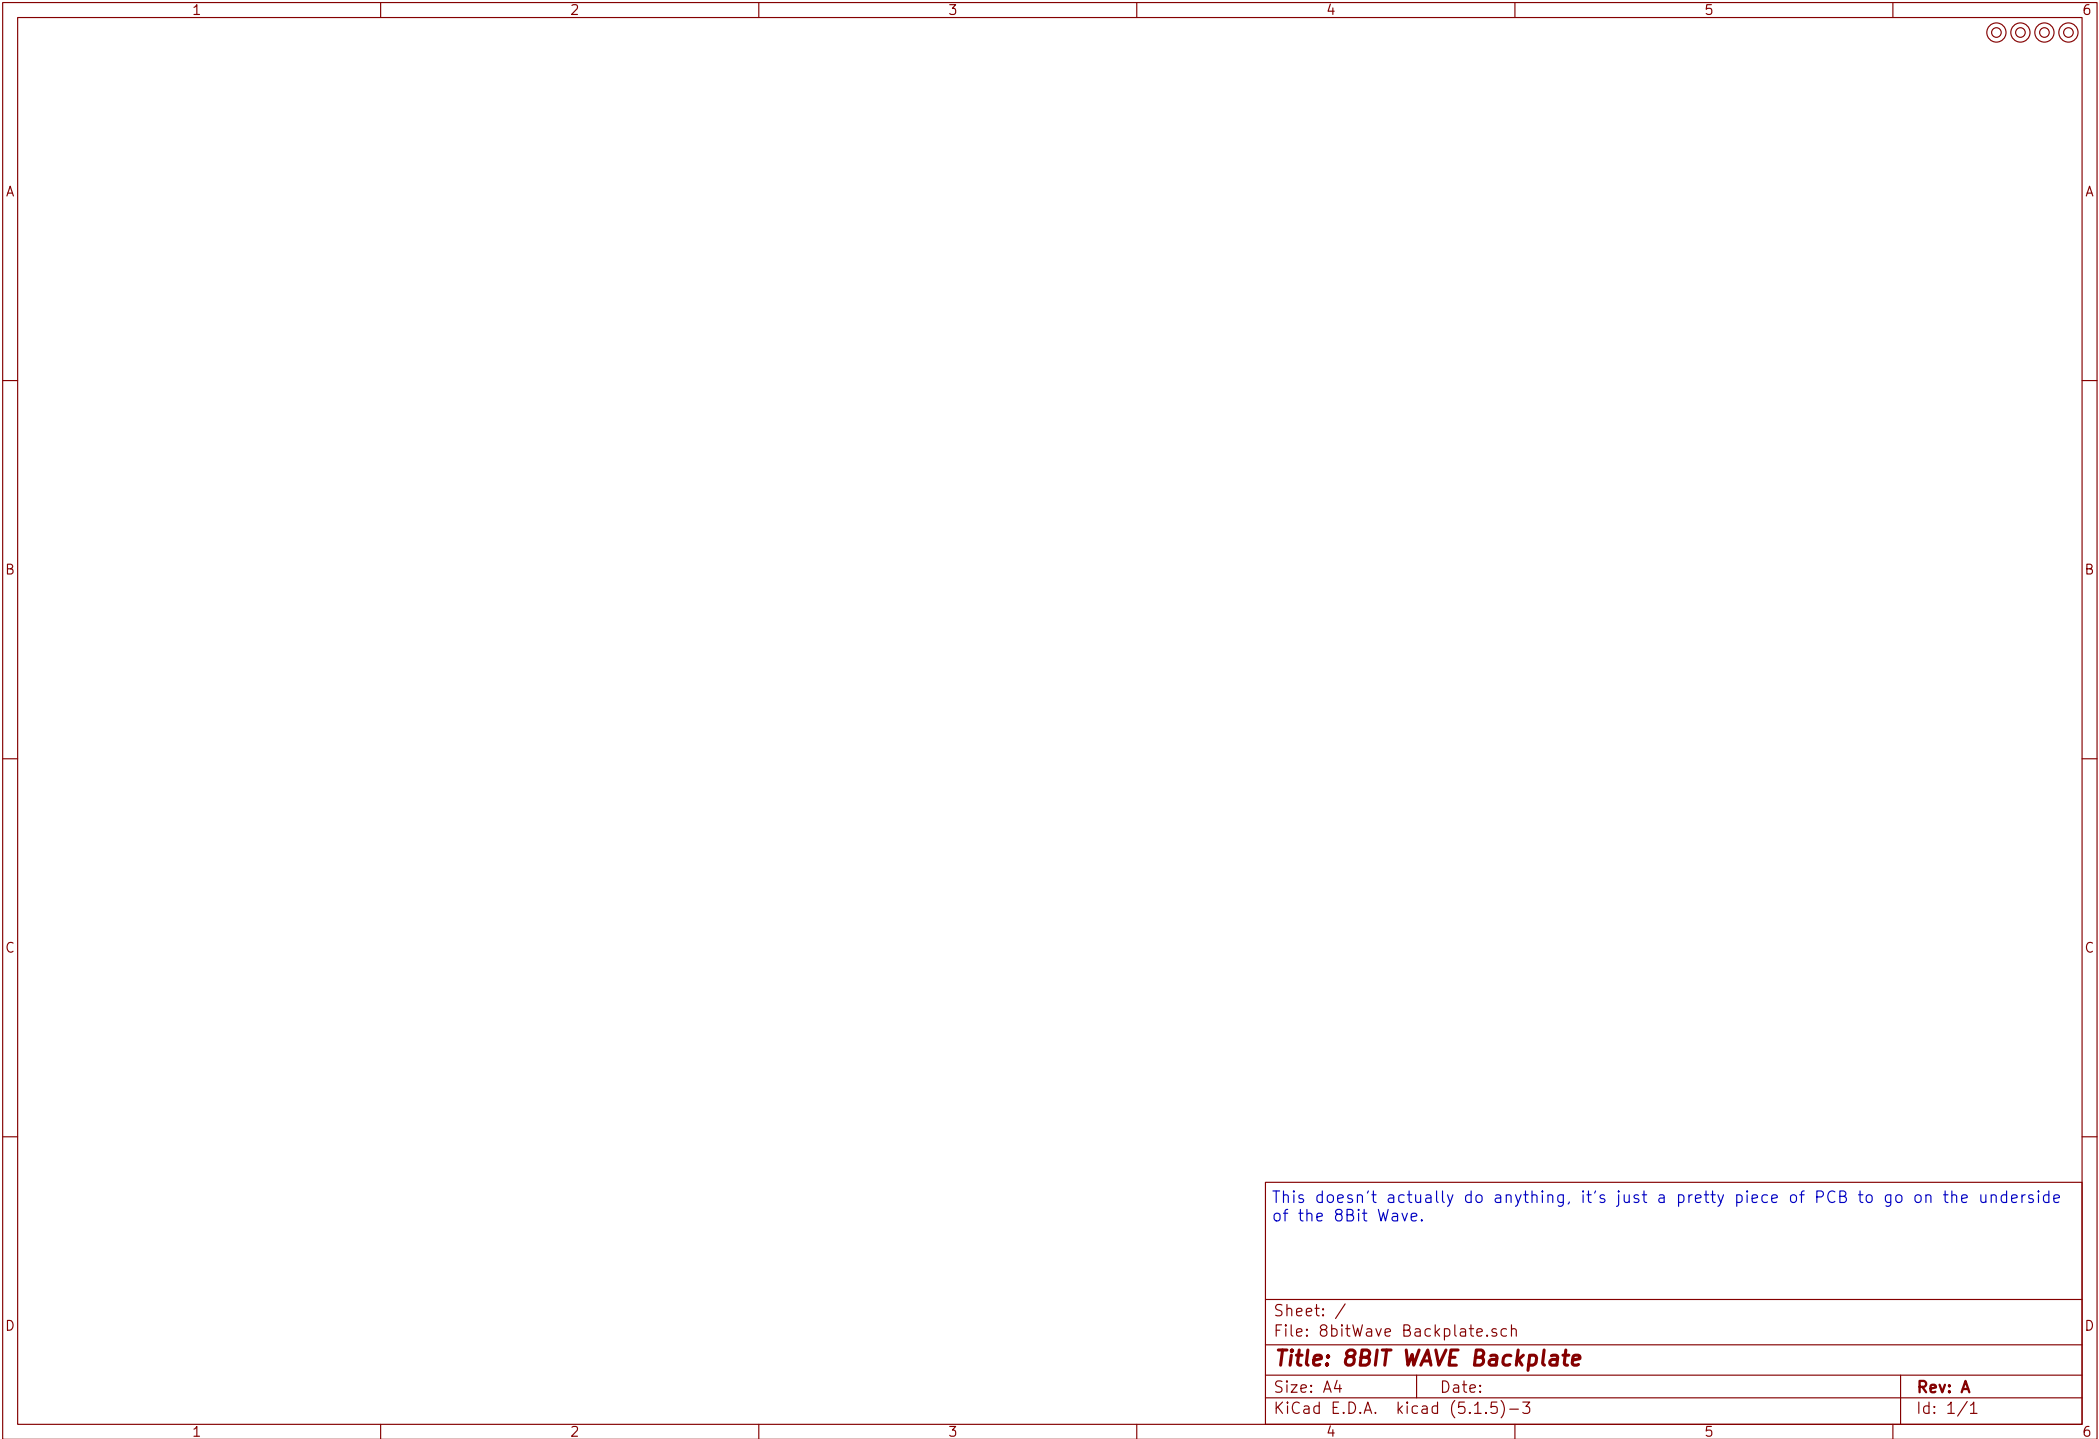 1 2 3 4 5 6
A A
B B
C C
This doesn't actually do anything, it's just a pretty piece of PCB to go on the underside
of the 8Bit Wave.
Sheet: /
File: 8bitWave Backplate.sch
D D
Title: 8BIT WAVE Backplate
Size: A4 Date: Rev: A
KiCad E.D.A. kicad (5.1.5)-3 Id: 1/1
1 2 3 4 5 6